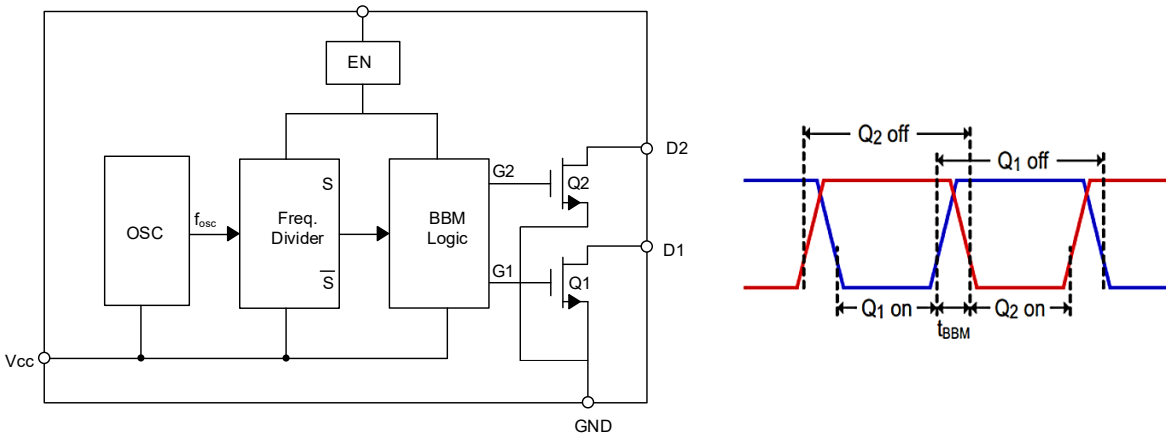 EN
D2
S
G2
Q2
Q₂ off
Q₁ off
OSC
fosc
Freq.
Divider
BBM
Logic
D1
G1
Q1
S̅
Q₁ on
tBBM
Q₂ on
Vcc
GND